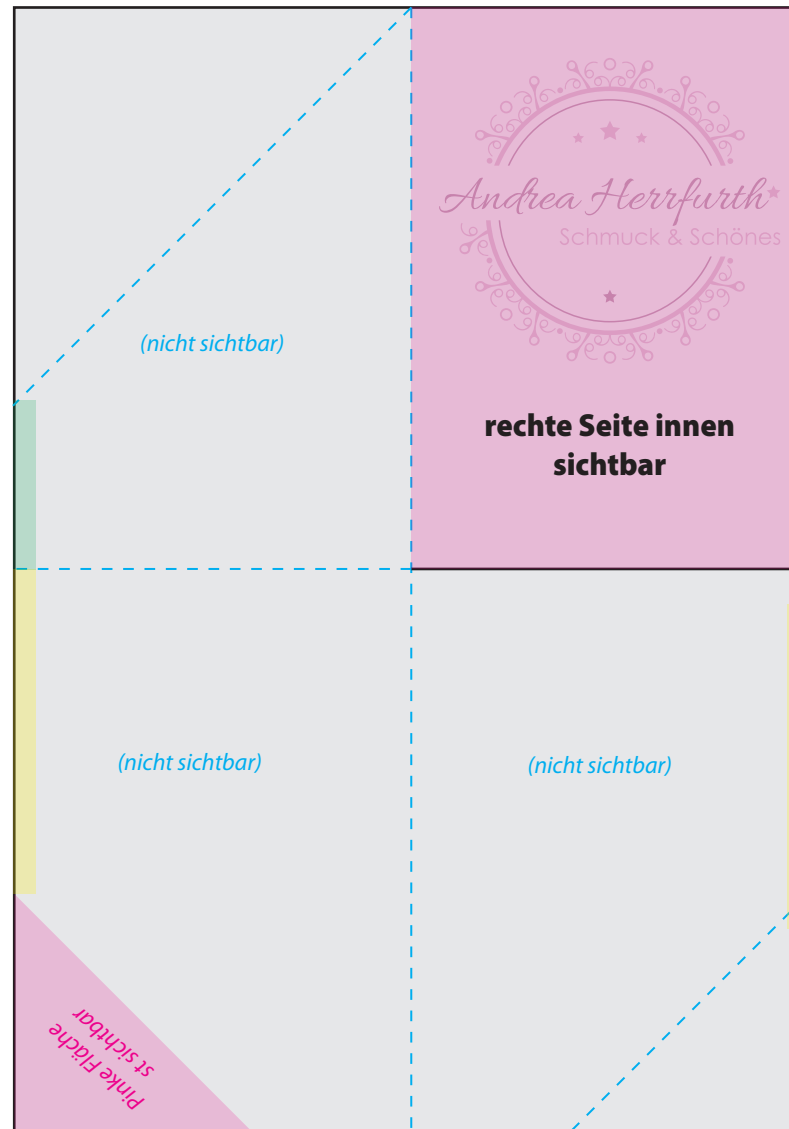 Andrea Herrfurth
Schmuck & Schönes
(nicht sichtbar)
rechte Seite innen
sichtbar
(nicht sichtbar)
(nicht sichtbar)
Pinke Fläche
st sichtbar